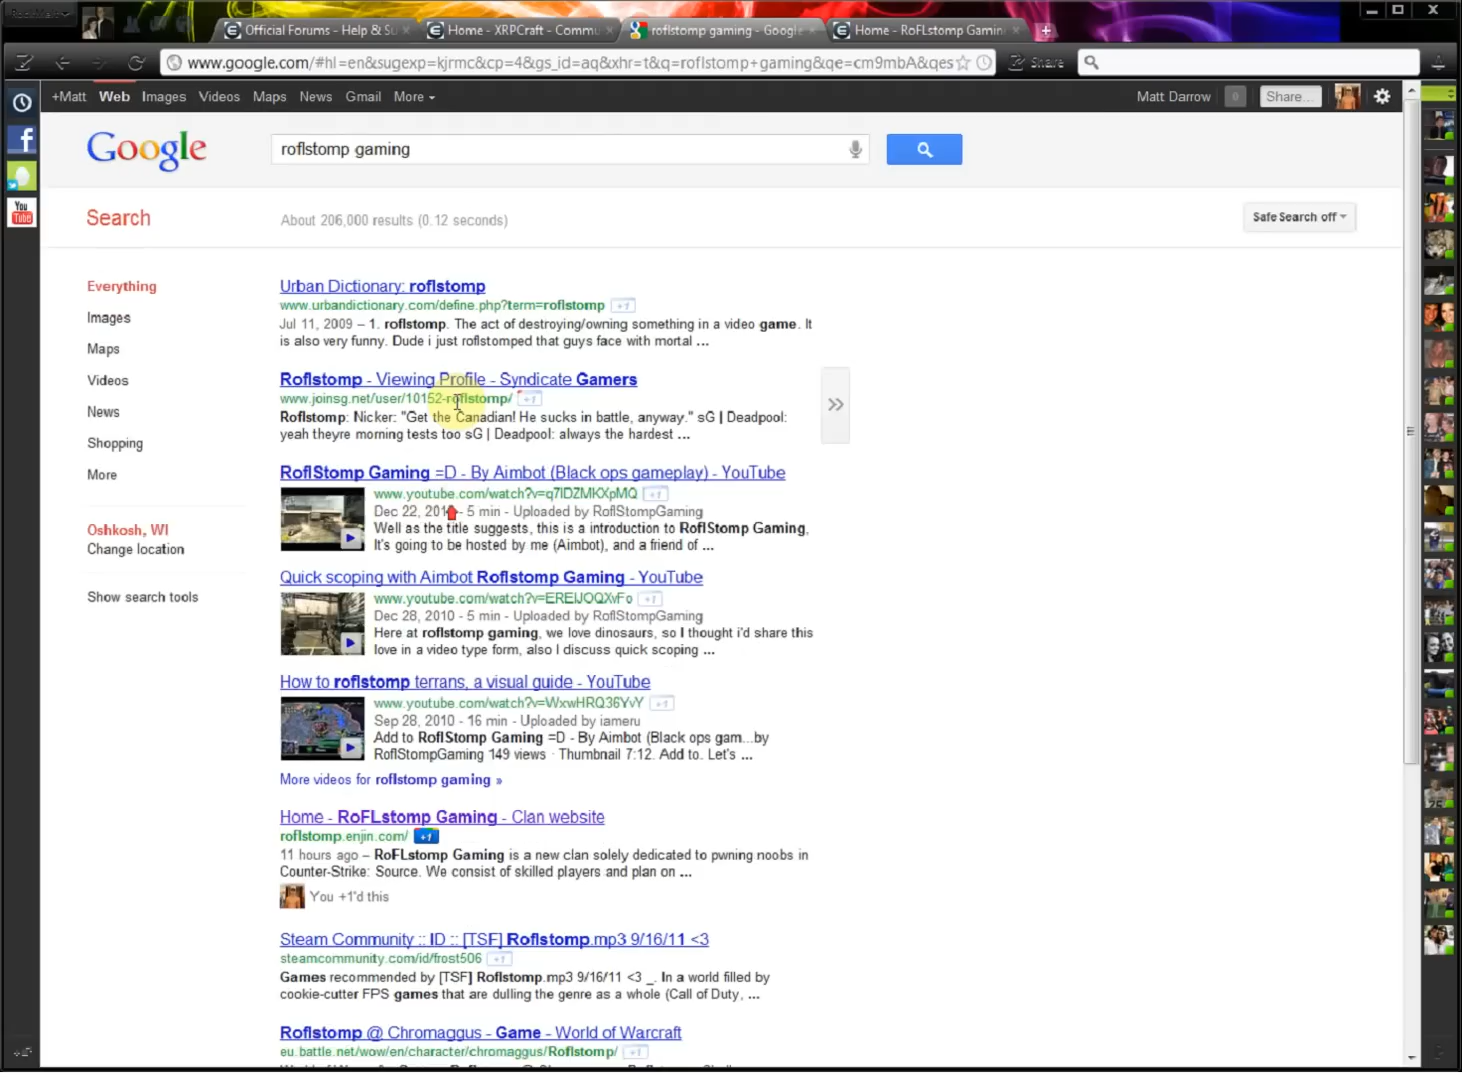 Official Forums - Help & Su
Home - XRPCraft - Commu
roflstomp gaming - Google
Home - RoFLstomp Gamin
www.google.com/#hl=en&sugexp=kjrmc&cp=4&gs_id=aq&xhr=t&q=roflstomp+gaming&qe=cm9mbA&qes
Share
+Matt Web Images Videos Maps News Gmail More
Matt Darrow 0 Share...
Google
roflstomp gaming
Search
About 206,000 results (0.12 seconds)
SafeSearch off
Everything
Images
Maps
Videos
News
Shopping
More
Oshkosh, WI
Change location
Show search tools
Urban Dictionary: roflstomp
www.urbandictionary.com/define.php?term=roflstomp +1
Jul 11, 2009 – 1. roflstomp. The act of destroying/owning something in a video game. It
is also very funny. Dude i just roflstomped that guys face with mortal ...
Roflstomp - Viewing Profile - Syndicate Gamers
www.joinsg.net/user/10152-roflstomp/ +1
Roflstomp: Nicker: "Get the Canadian! He sucks in battle, anyway." sG | Deadpool:
yeah theyre morning tests too sG | Deadpool: always the hardest ...
RoflStomp Gaming =D - By Aimbot (Black ops gameplay) - YouTube
www.youtube.com/watch?v=q7IDZMKXpMQ +1
Dec 22, 201 - 5 min - Uploaded by RoflStompGaming
Well as the title suggests, this is a introduction to RoflStomp Gaming,
It's going to be hosted by me (Aimbot), and a friend of ...
Quick scoping with Aimbot Roflstomp Gaming - YouTube
www.youtube.com/watch?v=EREIJOQXvFo +1
Dec 28, 2010 - 5 min - Uploaded by RoflStompGaming
Here at roflstomp gaming, we love dinosaurs, so I thought i'd share this
love in a video type form, also I discuss quick scoping ...
How to roflstomp terrans, a visual guide - YouTube
www.youtube.com/watch?v=WxwHRQ36YvY +1
Sep 28, 2010 - 16 min - Uploaded by iameru
Add to RoflStomp Gaming =D - By Aimbot (Black ops gam...by
RoflStompGaming 149 views · Thumbnail 7:12. Add to. Let's ...
More videos for roflstomp gaming »
Home - RoFLstomp Gaming - Clan website
roflstomp.enjin.com/ +1
11 hours ago – RoFLstomp Gaming is a new clan solely dedicated to pwning noobs in
Counter-Strike: Source. We consist of skilled players and plan on ...
You +1'd this
Steam Community :: ID :: [TSF] Roflstomp.mp3 9/16/11 <3
steamcommunity.com/id/frost506 +1
Games recommended by [TSF] Roflstomp.mp3 9/16/11 <3 _. In a world filled by
cookie-cutter FPS games that are dulling the genre as a whole (Call of Duty, ...
Roflstomp @ Chromaggus - Game - World of Warcraft
eu.battle.net/wow/en/character/chromaggus/Roflstomp/ +1
You
Tube